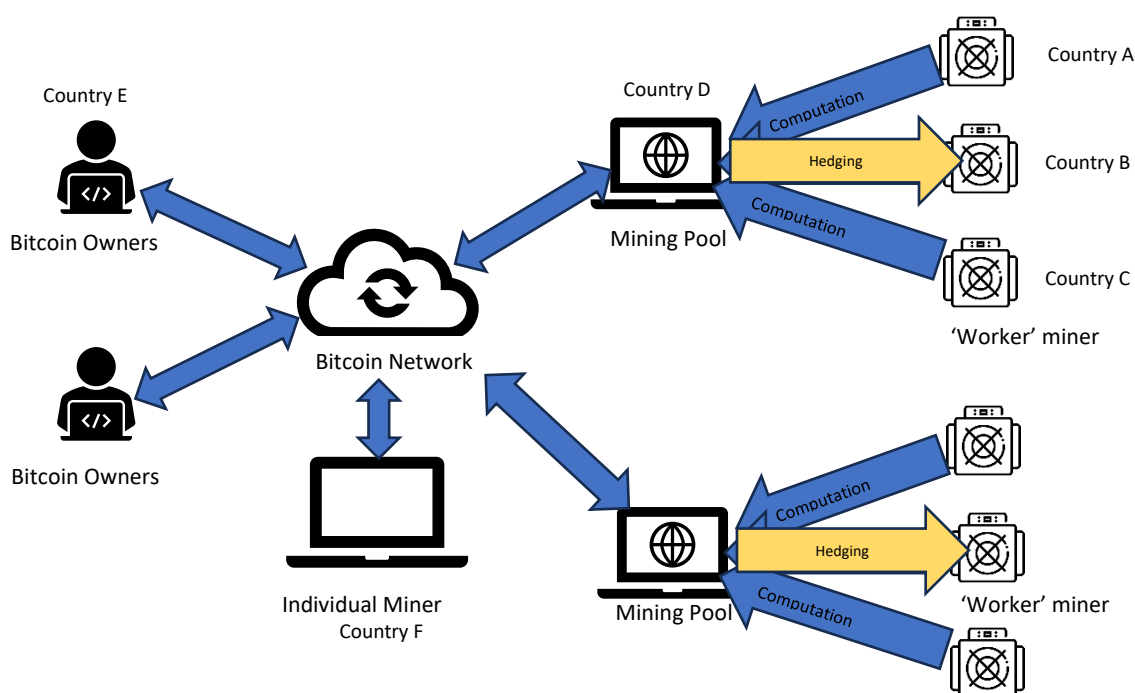 Country E
Bitcoin Owners
Country D
Mining Pool
Computation
Hedging
Computation
Country A
Country B
Country C
‘Worker’ miner
Bitcoin Network
</>
Bitcoin Owners
</>
Individual Miner
Country F
Mining Pool
Computation
Hedging
Computation
‘Worker’ miner